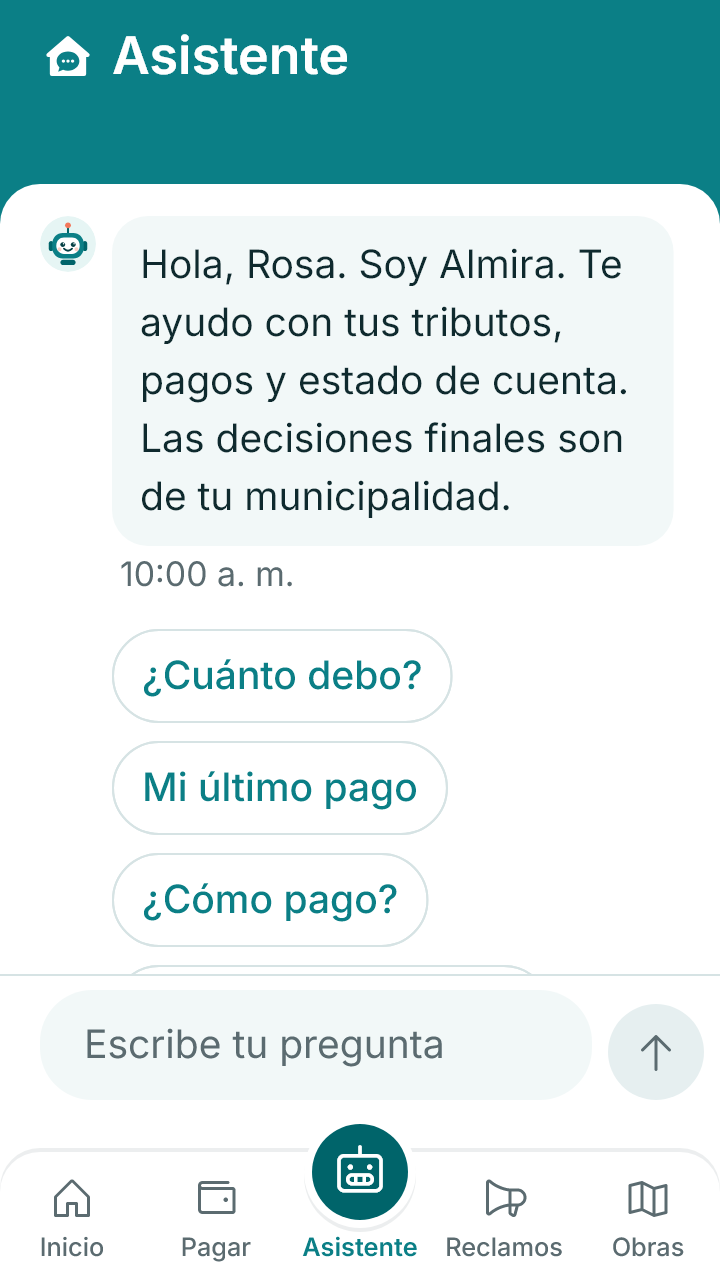 Asistente
Hola, Rosa. Soy Almira. Te
ayudo con tus tributos,
pagos y estado de cuenta.
Las decisiones finales son
de tu municipalidad.
10:00 a. m.
¿Cuánto debo?
Mi último pago
¿Cómo pago?
Escribe tu pregunta
Inicio
Pagar
Asistente
Reclamos
Obras